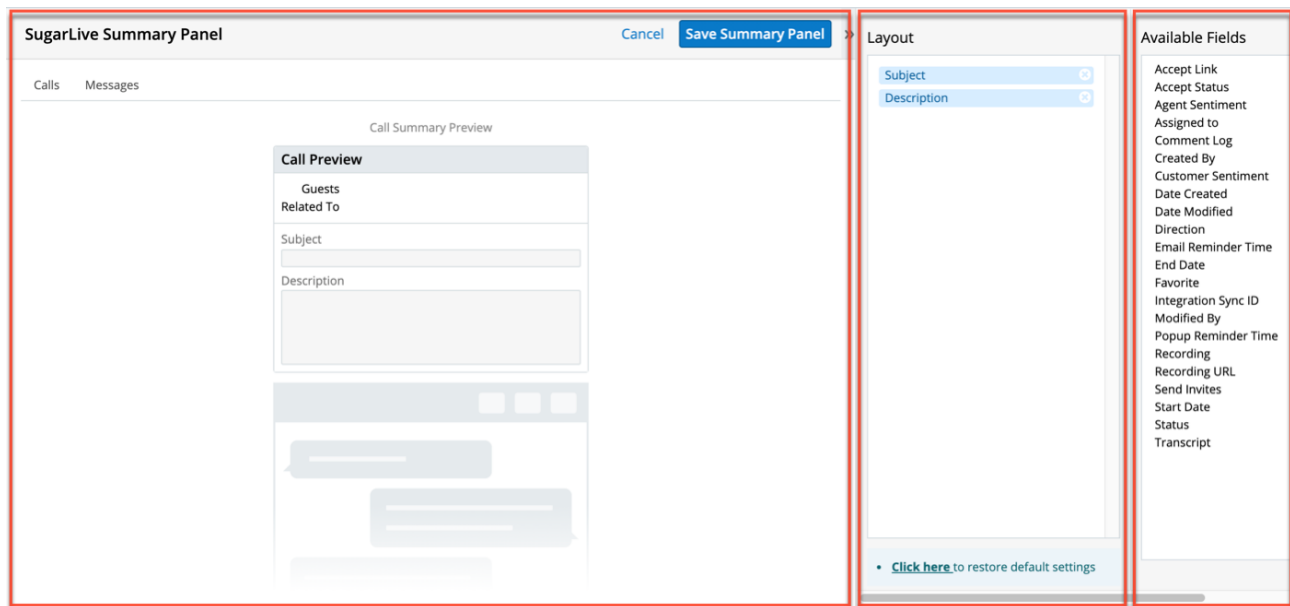 SugarLive Summary Panel
Cancel
Save Summary Panel
»
Calls
Messages
Call Summary Preview
Call Preview
Guests
Related To
Subject
Description
Layout
Subject
Description
• Click here to restore default settings
Available Fields
Accept Link
Accept Status
Agent Sentiment
Assigned to
Comment Log
Created By
Customer Sentiment
Date Created
Date Modified
Direction
Email Reminder Time
End Date
Favorite
Integration Sync ID
Modified By
Popup Reminder Time
Recording
Recording URL
Send Invites
Start Date
Status
Transcript